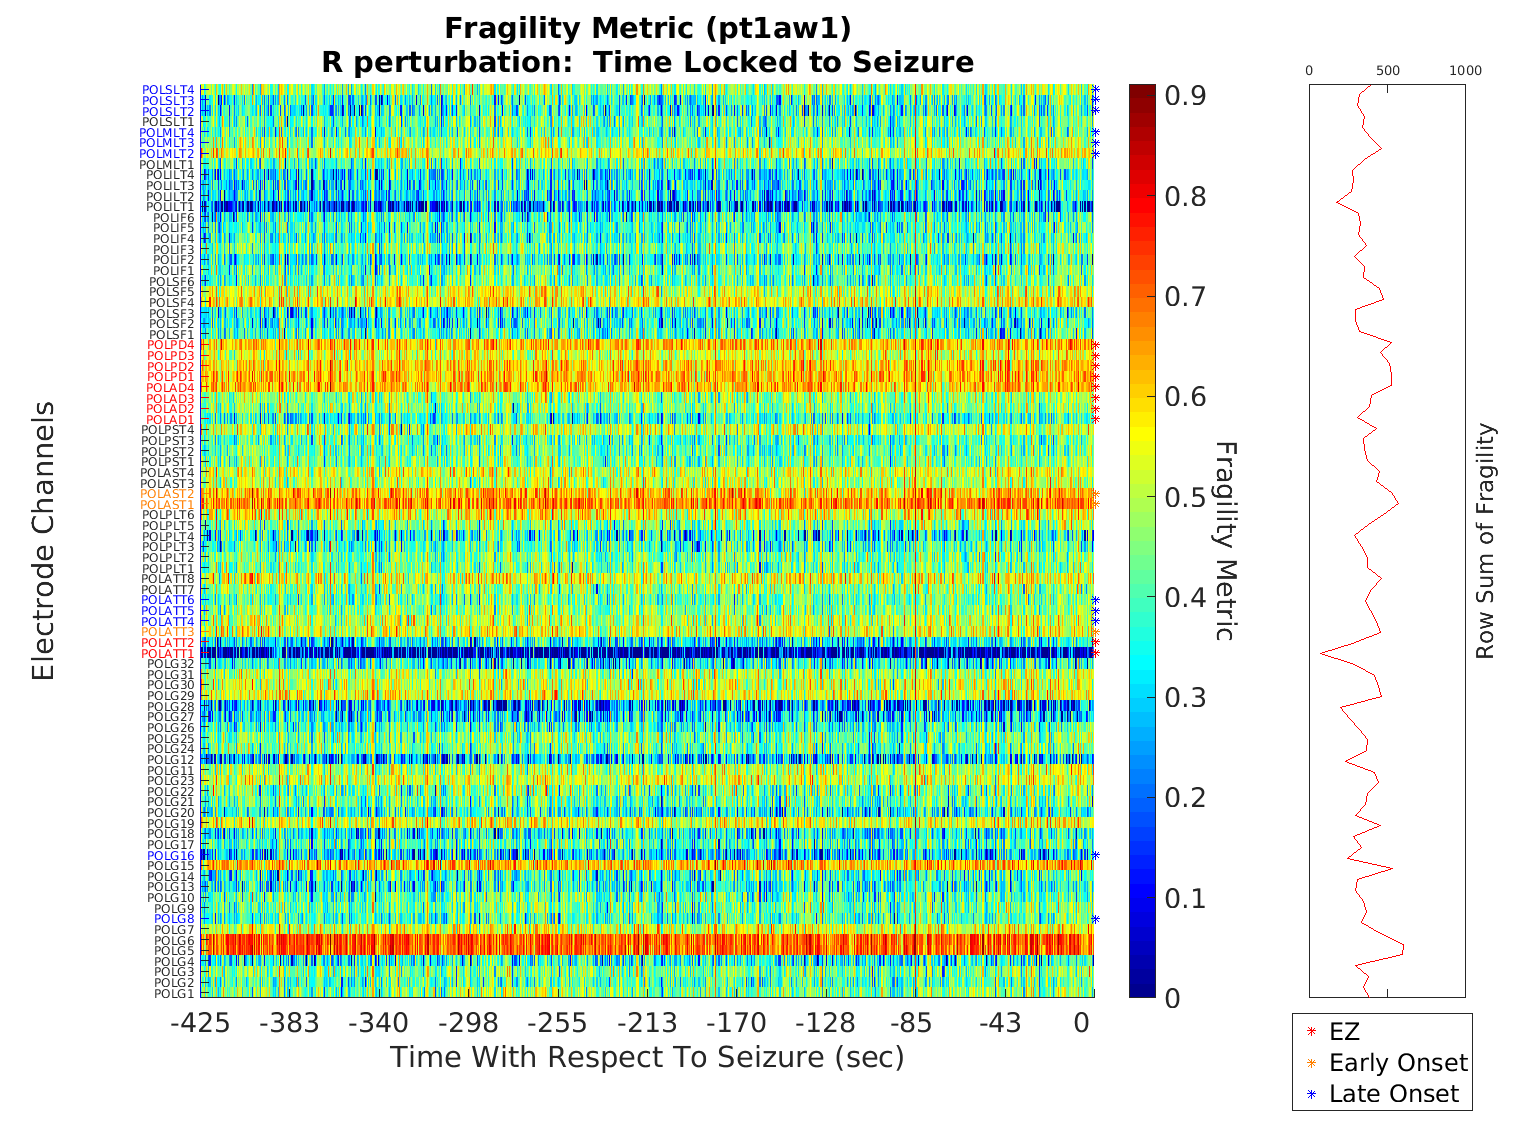 Fragility Metric (pt1aw1)
R perturbation:  Time Locked to Seizure
Electrode Channels
POLSLT4
POLSLT3
POLSLT2
POLSLT1
POLMLT4
POLMLT3
POLMLT2
POLMLT1
POLILT4
POLILT3
POLILT2
POLILT1
POLIF6
POLIF5
POLIF4
POLIF3
POLIF2
POLIF1
POLSF6
POLSF5
POLSF4
POLSF3
POLSF2
POLSF1
POLPD4
POLPD3
POLPD2
POLPD1
POLAD4
POLAD3
POLAD2
POLAD1
POLPST4
POLPST3
POLPST2
POLPST1
POLAST4
POLAST3
POLAST2
POLAST1
POLPLT6
POLPLT5
POLPLT4
POLPLT3
POLPLT2
POLPLT1
POLATT8
POLATT7
POLATT6
POLATT5
POLATT4
POLATT3
POLATT2
POLATT1
POLG32
POLG31
POLG30
POLG29
POLG28
POLG27
POLG26
POLG25
POLG24
POLG12
POLG11
POLG23
POLG22
POLG21
POLG20
POLG19
POLG18
POLG17
POLG16
POLG15
POLG14
POLG13
POLG10
POLG9
POLG8
POLG7
POLG6
POLG5
POLG4
POLG3
POLG2
POLG1
-425 -383 -340 -298 -255 -213 -170 -128 -85 -43 0
Time With Respect To Seizure (sec)
0.9
0.8
0.7
0.6
0.5
0.4
0.3
0.2
0.1
0
Fragility Metric
0 500 1000
Row Sum of Fragility
EZ
Early Onset
Late Onset